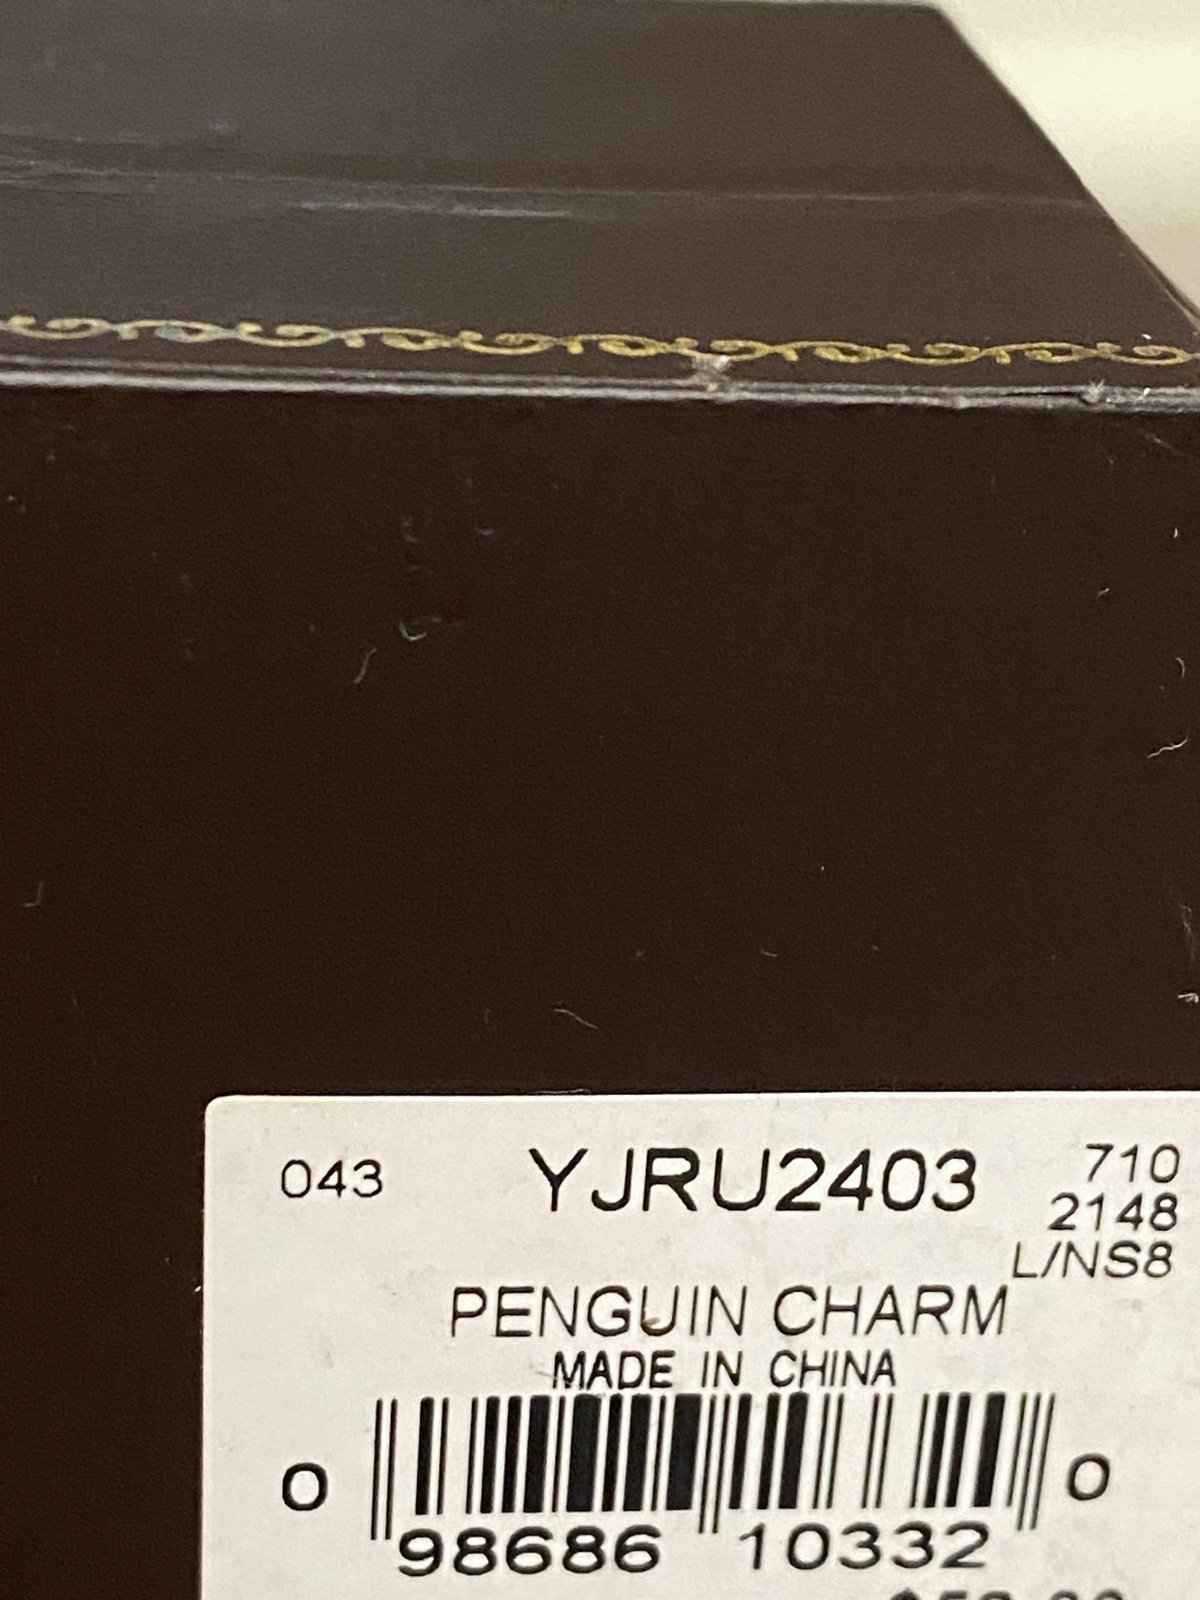 043 YJRU2403 710
2148
L/NS8
PENGUIN CHARM
MADE IN CHINA
0 98686 10332 0